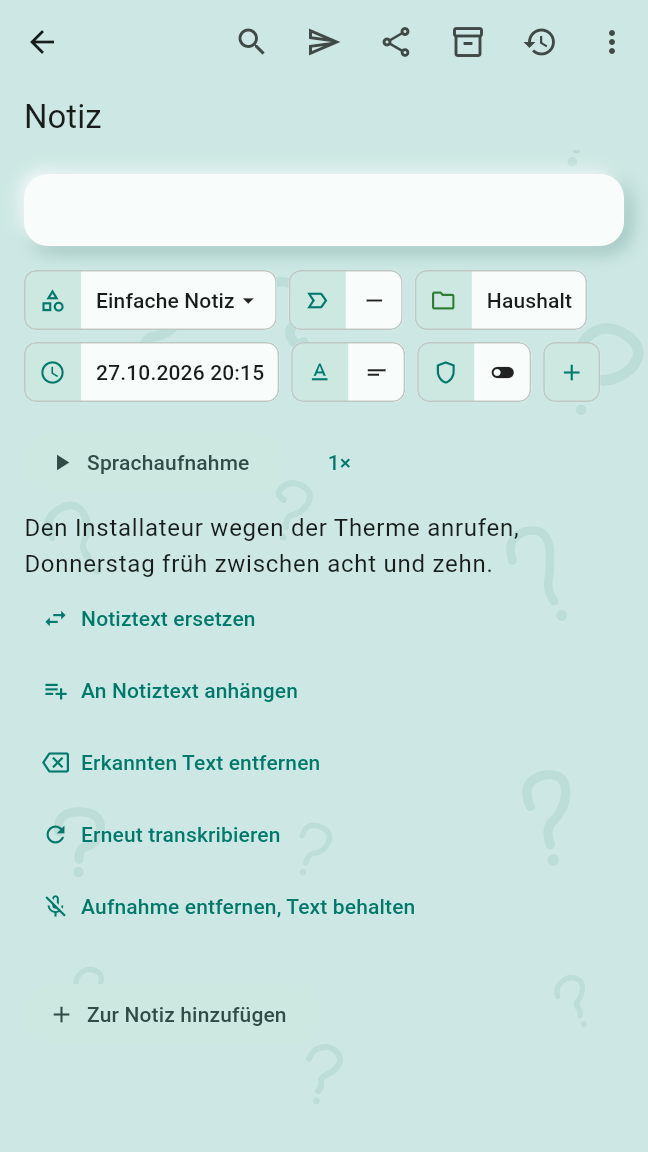 Notiz
Einfache Notiz
Haushalt
27.10.2026 20:15
Sprachaufnahme 1×
Den Installateur wegen der Therme anrufen,
Donnerstag früh zwischen acht und zehn.
Notiztext ersetzen
An Notiztext anhängen
Erkannten Text entfernen
Erneut transkribieren
Aufnahme entfernen, Text behalten
Zur Notiz hinzufügen